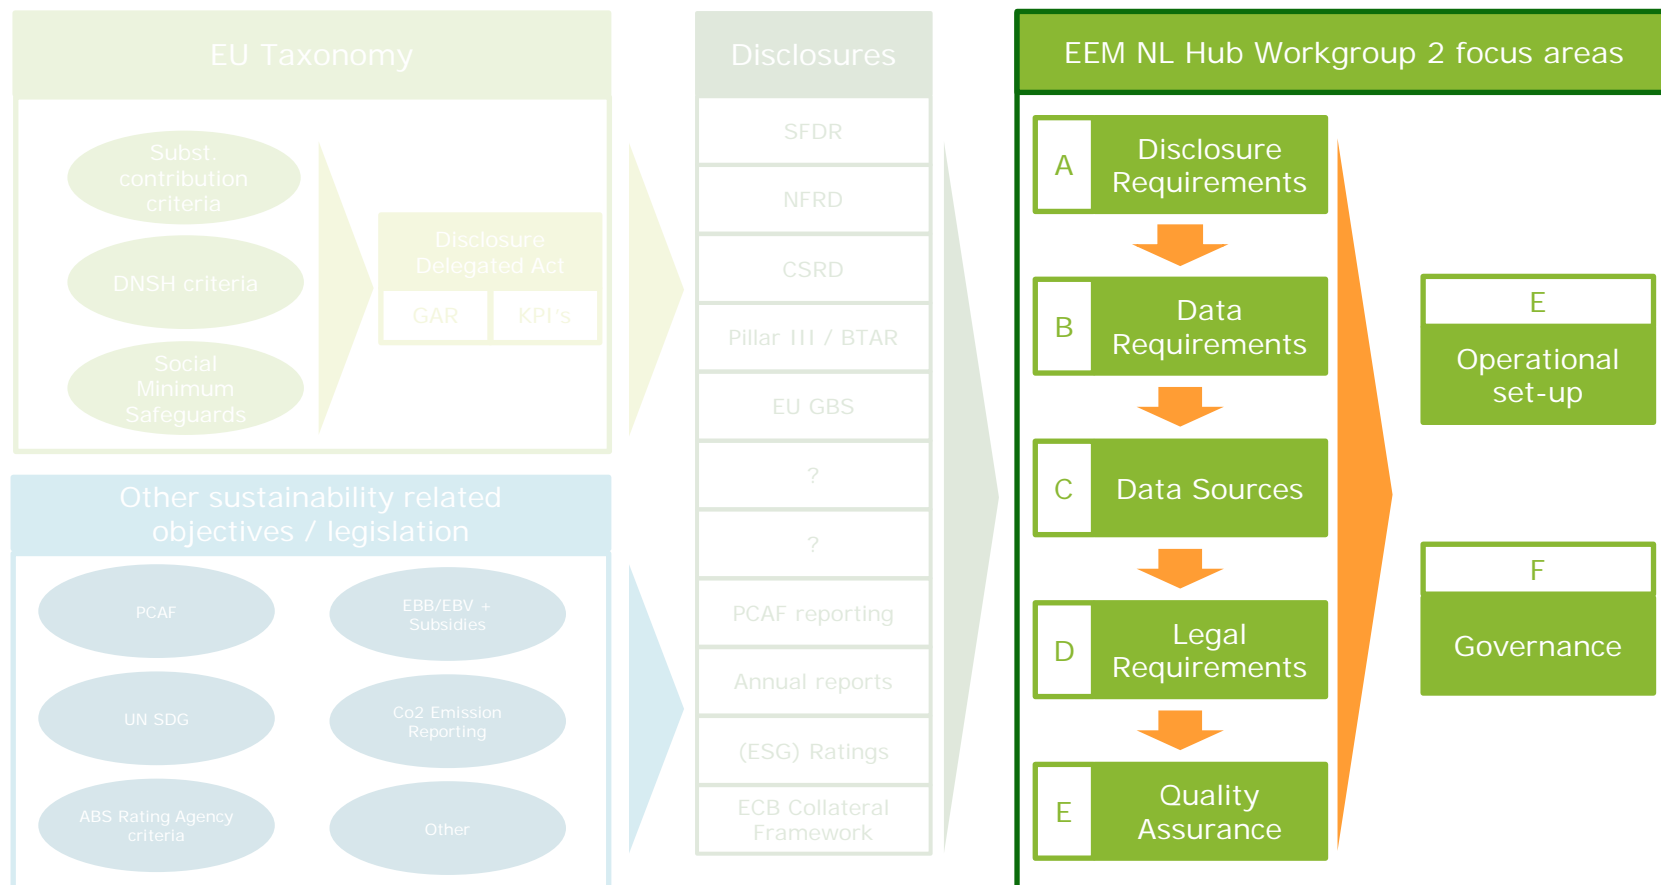 EU Taxonomy
Subst.
contribution
criteria
DNSH criteria
Social
Minimum
Safeguards
Disclosure
Delegated Act
GAR
KPI's
Other sustainability related
objectives / legislation
PCAF
EBB/EBV +
Subsidies
UN SDG
Co2 Emission
Reporting
ABS Rating Agency
criteria
Other
Disclosures
SFDR
NFRD
CSRD
Pillar III / BTAR
EU GBS
?
?
PCAF reporting
Annual reports
(ESG) Ratings
ECB Collateral
Framework
EEM NL Hub Workgroup 2 focus areas
A
Disclosure
Requirements
B
Data
Requirements
C
Data Sources
D
Legal
Requirements
E
Quality
Assurance
E
Operational
set-up
F
Governance